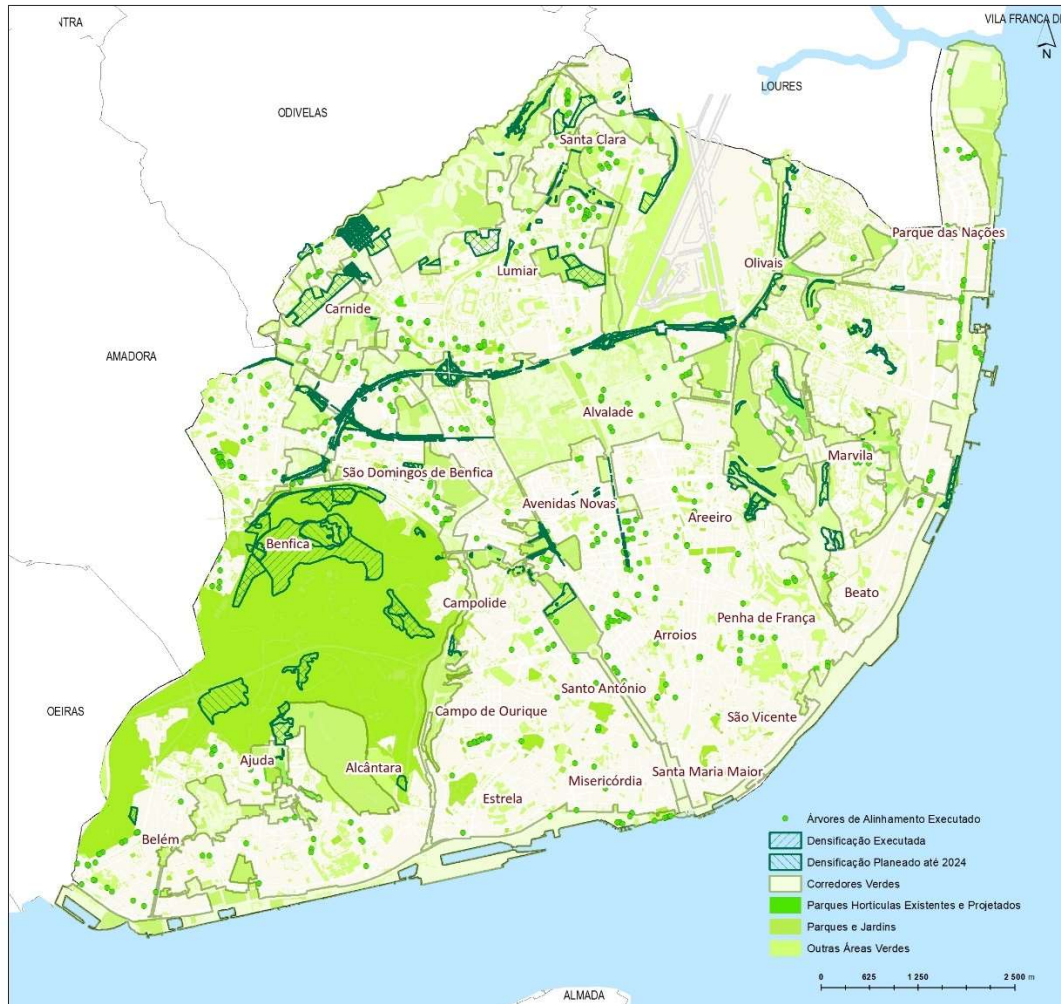 NTRA
VILA FRANCA DE
N
LOURES
ODIVELAS
Santa Clara
Parque das Nações
Olivais
Lumiar
Carnide
AMADORA
Alvalade
Marvila
São Domingos de Benfica
Avenidas Novas
Areeiro
Benfica
Beato
Campolide
Penha de França
Arroios
Santo António
OEIRAS
Campo de Ourique
São Vicente
Ajuda
Alcântara
Santa Maria Maior
Misericórdia
Estrela
Belém
Árvores de Alinhamento Executado
Densificação Executada
Densificação Planeado até 2024
Corredores Verdes
Parques Hortículas Existentes e Projetados
Parques e Jardins
Outras Áreas Verdes
0 625 1 250 2 500 m
ALMADA